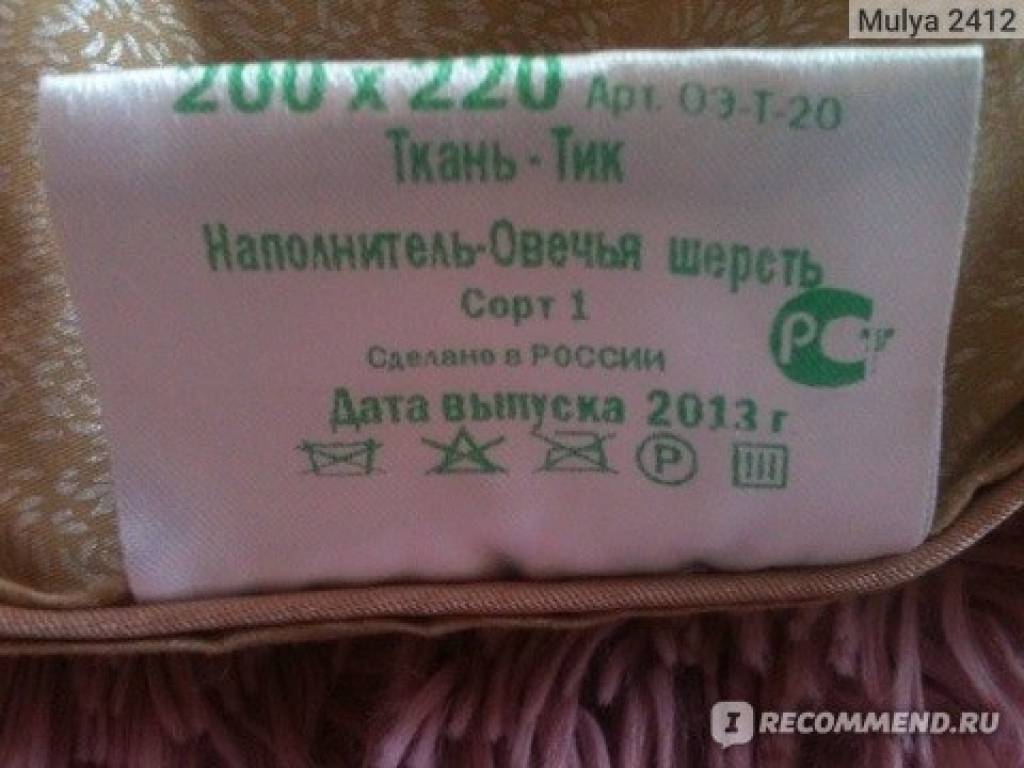 Mulya 2412
200 х 220 Арт. ОЭ-Т-20
Ткань - Тик
Наполнитель-Овечья шерсть
Сорт 1
Сделано в РОССИИ
Дата выпуска 2013 г
РСТ
P
I RECOMMEND.RU